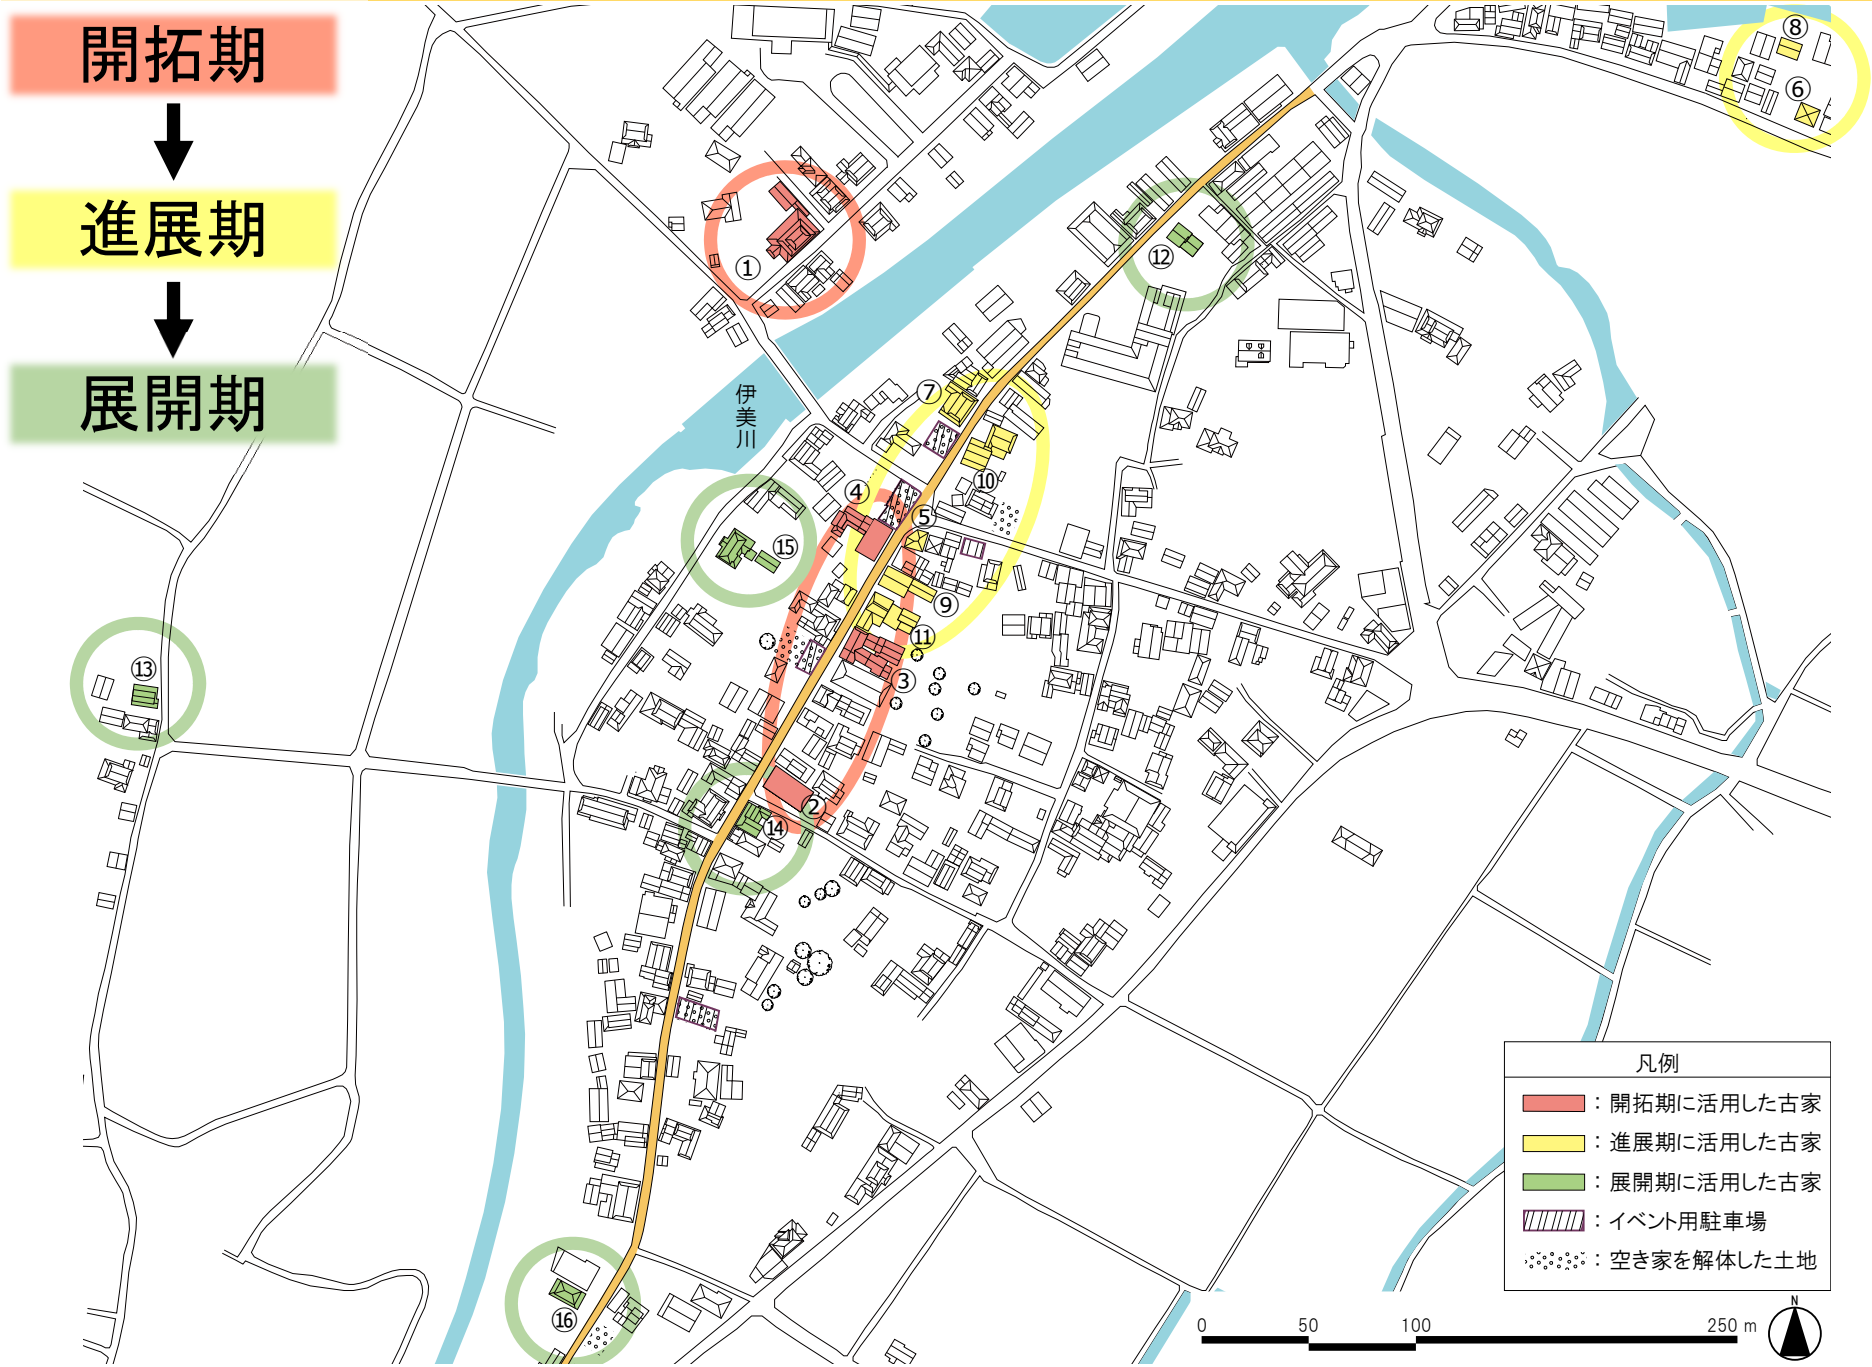 開拓期
進展期
展開期
⑧
⑥
①
⑫
伊美川
⑦
⑩
④
⑤
⑮
⑨
⑪
⑬
③
②
⑭
⑯
凡例
：開拓期に活用した古家
：進展期に活用した古家
：展開期に活用した古家
：イベント用駐車場
：空き家を解体した土地
0 50 100 250 m
N